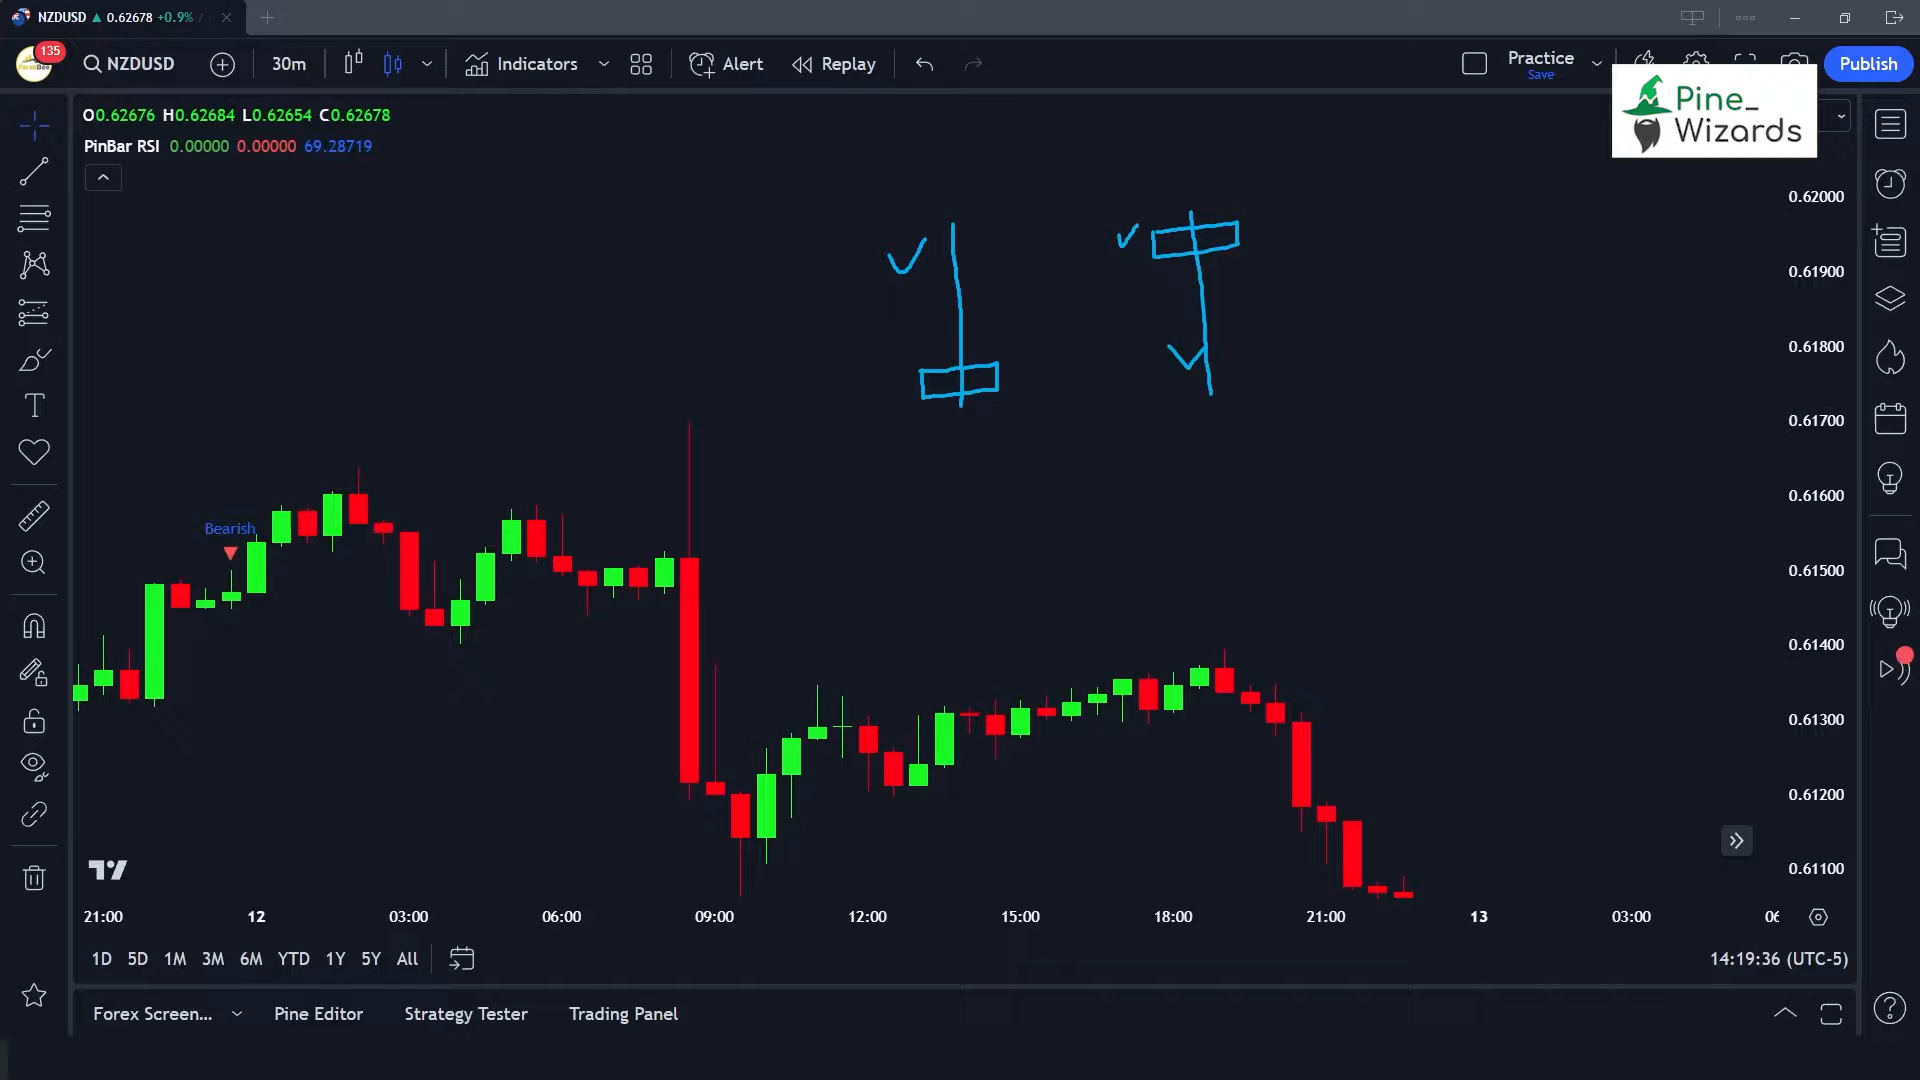 NZDUSD ▲ 0.62678 +0.9% /
135
NZDUSD
30m
Indicators
Alert
Replay
Practice
Save
Publish
Pine_
Wizards
O0.62676 H0.62684 L0.62654 C0.62678
PinBar RSI 0.00000 0.00000 69.28719
0.62000
0.61900
0.61800
0.61700
0.61600
0.61500
0.61400
0.61300
0.61200
0.61100
Bearish
21:00 12 03:00 06:00 09:00 12:00 15:00 18:00 21:00 13 03:00
1D 5D 1M 3M 6M YTD 1Y 5Y All
14:19:36 (UTC-5)
Forex Screen... Pine Editor Strategy Tester Trading Panel